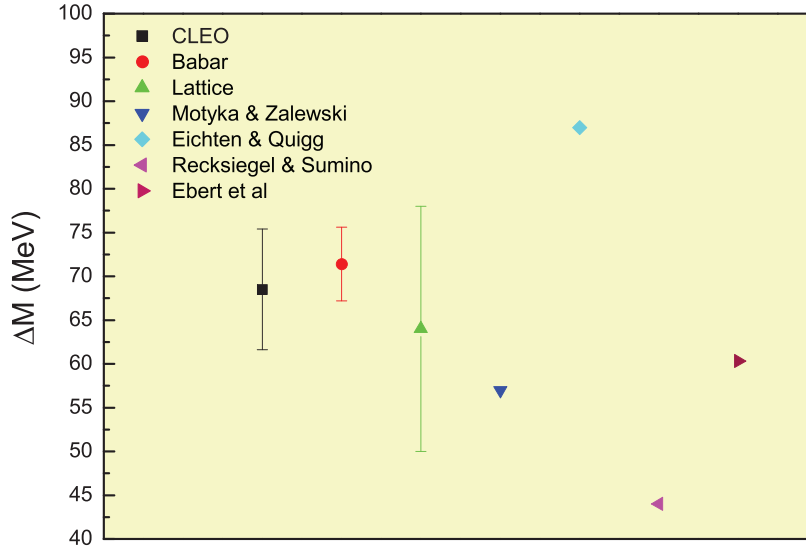 100
95
90
85
80
75
70
65
60
55
50
45
40
ΔM (MeV)
CLEO
Babar
Lattice
Motyka & Zalewski
Eichten & Quigg
Recksiegel & Sumino
Ebert et al